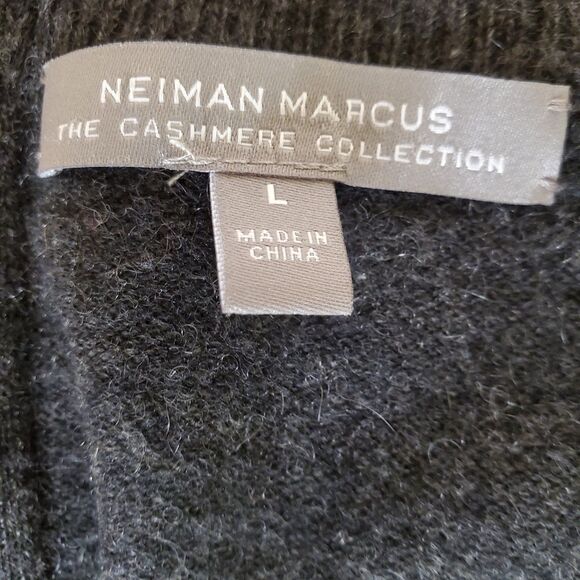 NEIMAN MARCUS
THE CASHMERE COLLECTION
L
MADE IN
CHINA